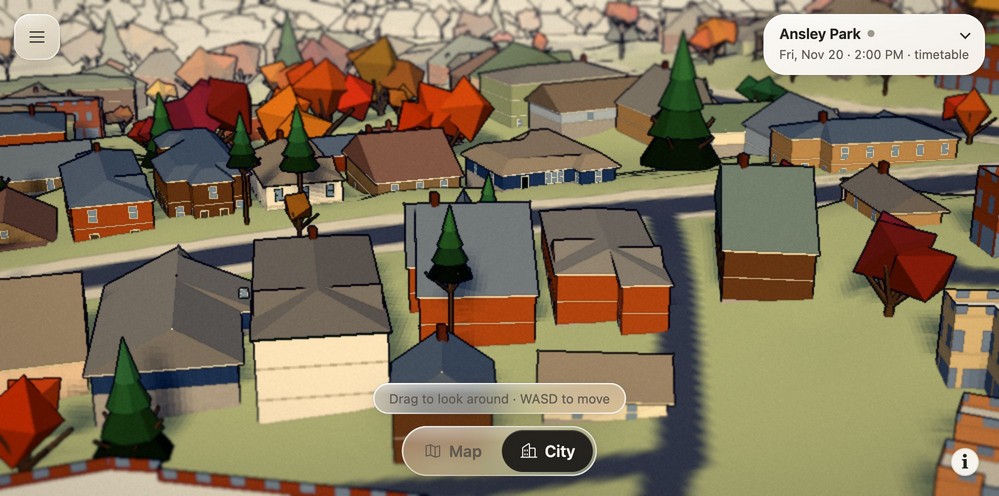 Ansley Park
Fri, Nov 20 · 2:00 PM · timetable
Drag to look around · WASD to move
Map
City